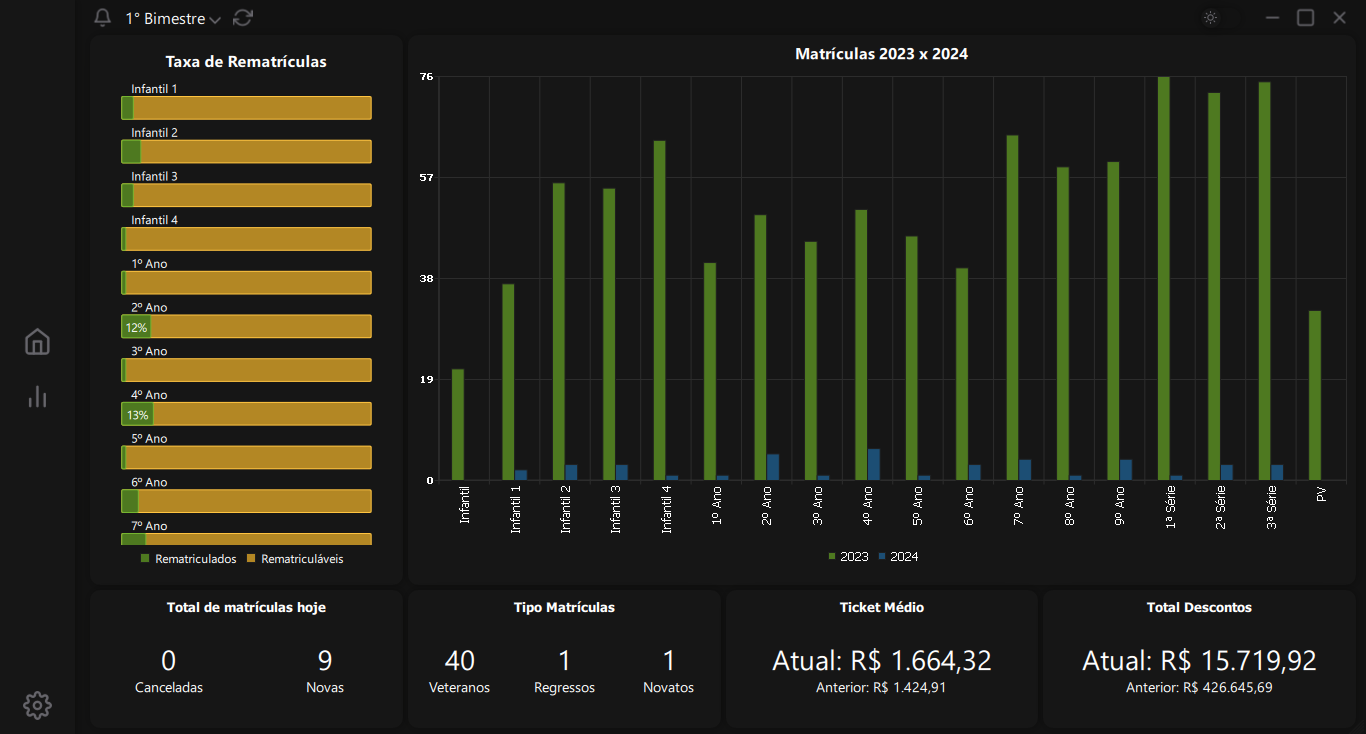 1° Bimestre
Taxa de Rematrículas
Infantil 1
Infantil 2
Infantil 3
Infantil 4
1º Ano
2º Ano
12%
3º Ano
4º Ano
13%
5º Ano
6º Ano
7º Ano
Rematriculados Rematriculáveis
Matrículas 2023 x 2024
76
57
38
19
0
Infantil
Infantil 1
Infantil 2
Infantil 3
Infantil 4
1º Ano
2º Ano
3º Ano
4º Ano
5º Ano
6º Ano
7º Ano
8º Ano
9º Ano
1ª Série
2ª Série
3ª Série
PV
2023 2024
Total de matrículas hoje
0 9
Canceladas Novas
Tipo Matrículas
40 1 1
Veteranos Regressos Novatos
Ticket Médio
Atual: R$ 1.664,32
Anterior: R$ 1.424,91
Total Descontos
Atual: R$ 15.719,92
Anterior: R$ 426.645,69